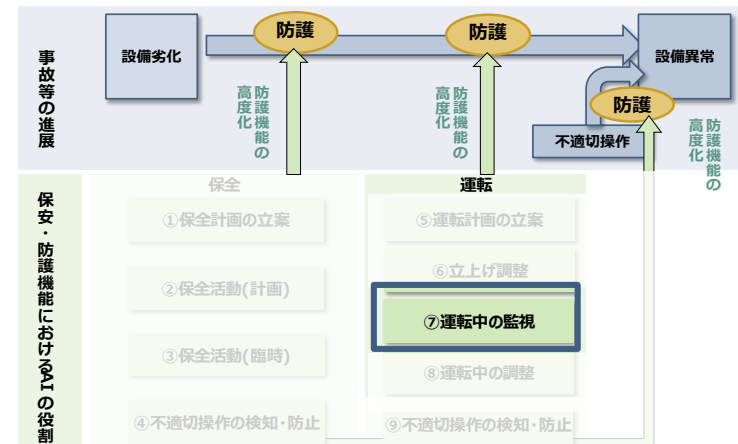 事故等の進展
設備劣化
防護
防護
設備異常
防護
不適切操作
防護機能の
高度化
防護機能の
高度化
防護機能の
高度化
保安・防護機能におけるAIの役割
保全
①保全計画の立案
②保全活動(計画)
③保全活動(臨時)
④不適切操作の検知・防止
運転
⑤運転計画の立案
⑥立上げ調整
⑦運転中の監視
⑧運転中の調整
⑨不適切操作の検知・防止